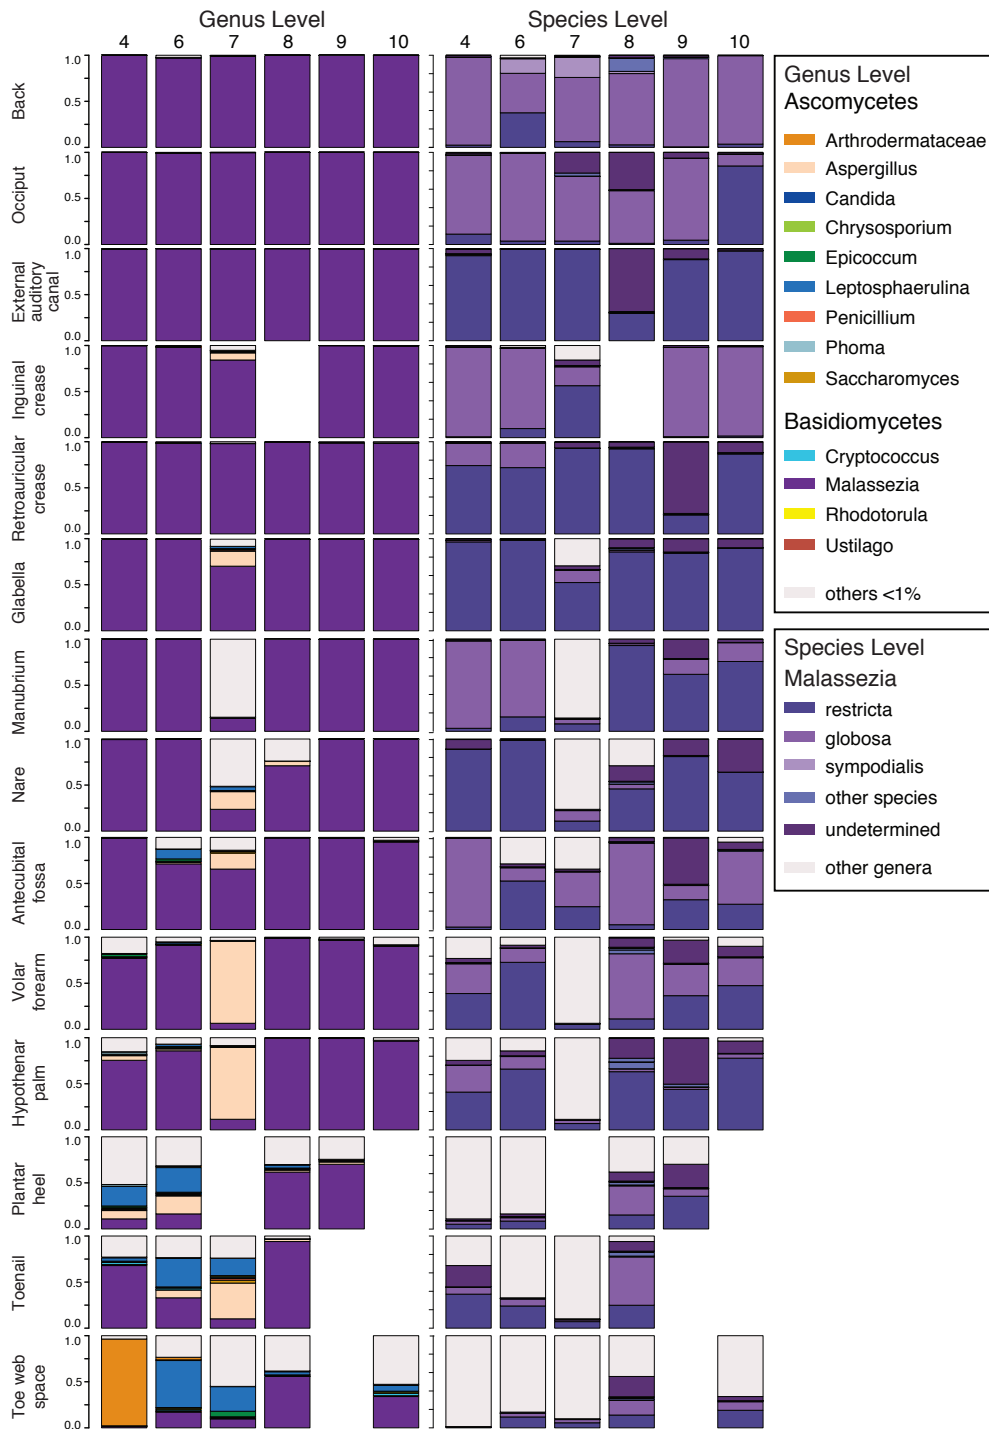 Genus Level Species Level
4 6 7 8 9 10 4 6 7 8 9 10
Back
1.0
0.5
0.0
Occiput
1.0
0.5
0.0
External
auditory
canal
1.0
0.5
0.0
Inguinal
crease
1.0
0.5
0.0
Retroauricular
crease
1.0
0.5
0.0
Glabella
1.0
0.5
0.0
Manubrium
1.0
0.5
0.0
Nare
1.0
0.5
0.0
Antecubital
fossa
1.0
0.5
0.0
Volar
forearm
1.0
0.5
0.0
Hypothenar
palm
1.0
0.5
0.0
Plantar
heel
1.0
0.5
0.0
Toenail
1.0
0.5
0.0
Toe web
space
1.0
0.5
0.0
Genus Level
Ascomycetes
Arthrodermataceae
Aspergillus
Candida
Chrysosporium
Epicoccum
Leptosphaerulina
Penicillium
Phoma
Saccharomyces
Basidiomycetes
Cryptococcus
Malassezia
Rhodotorula
Ustilago
others <1%
Species Level
Malassezia
restricta
globosa
sympodialis
other species
undetermined
other genera